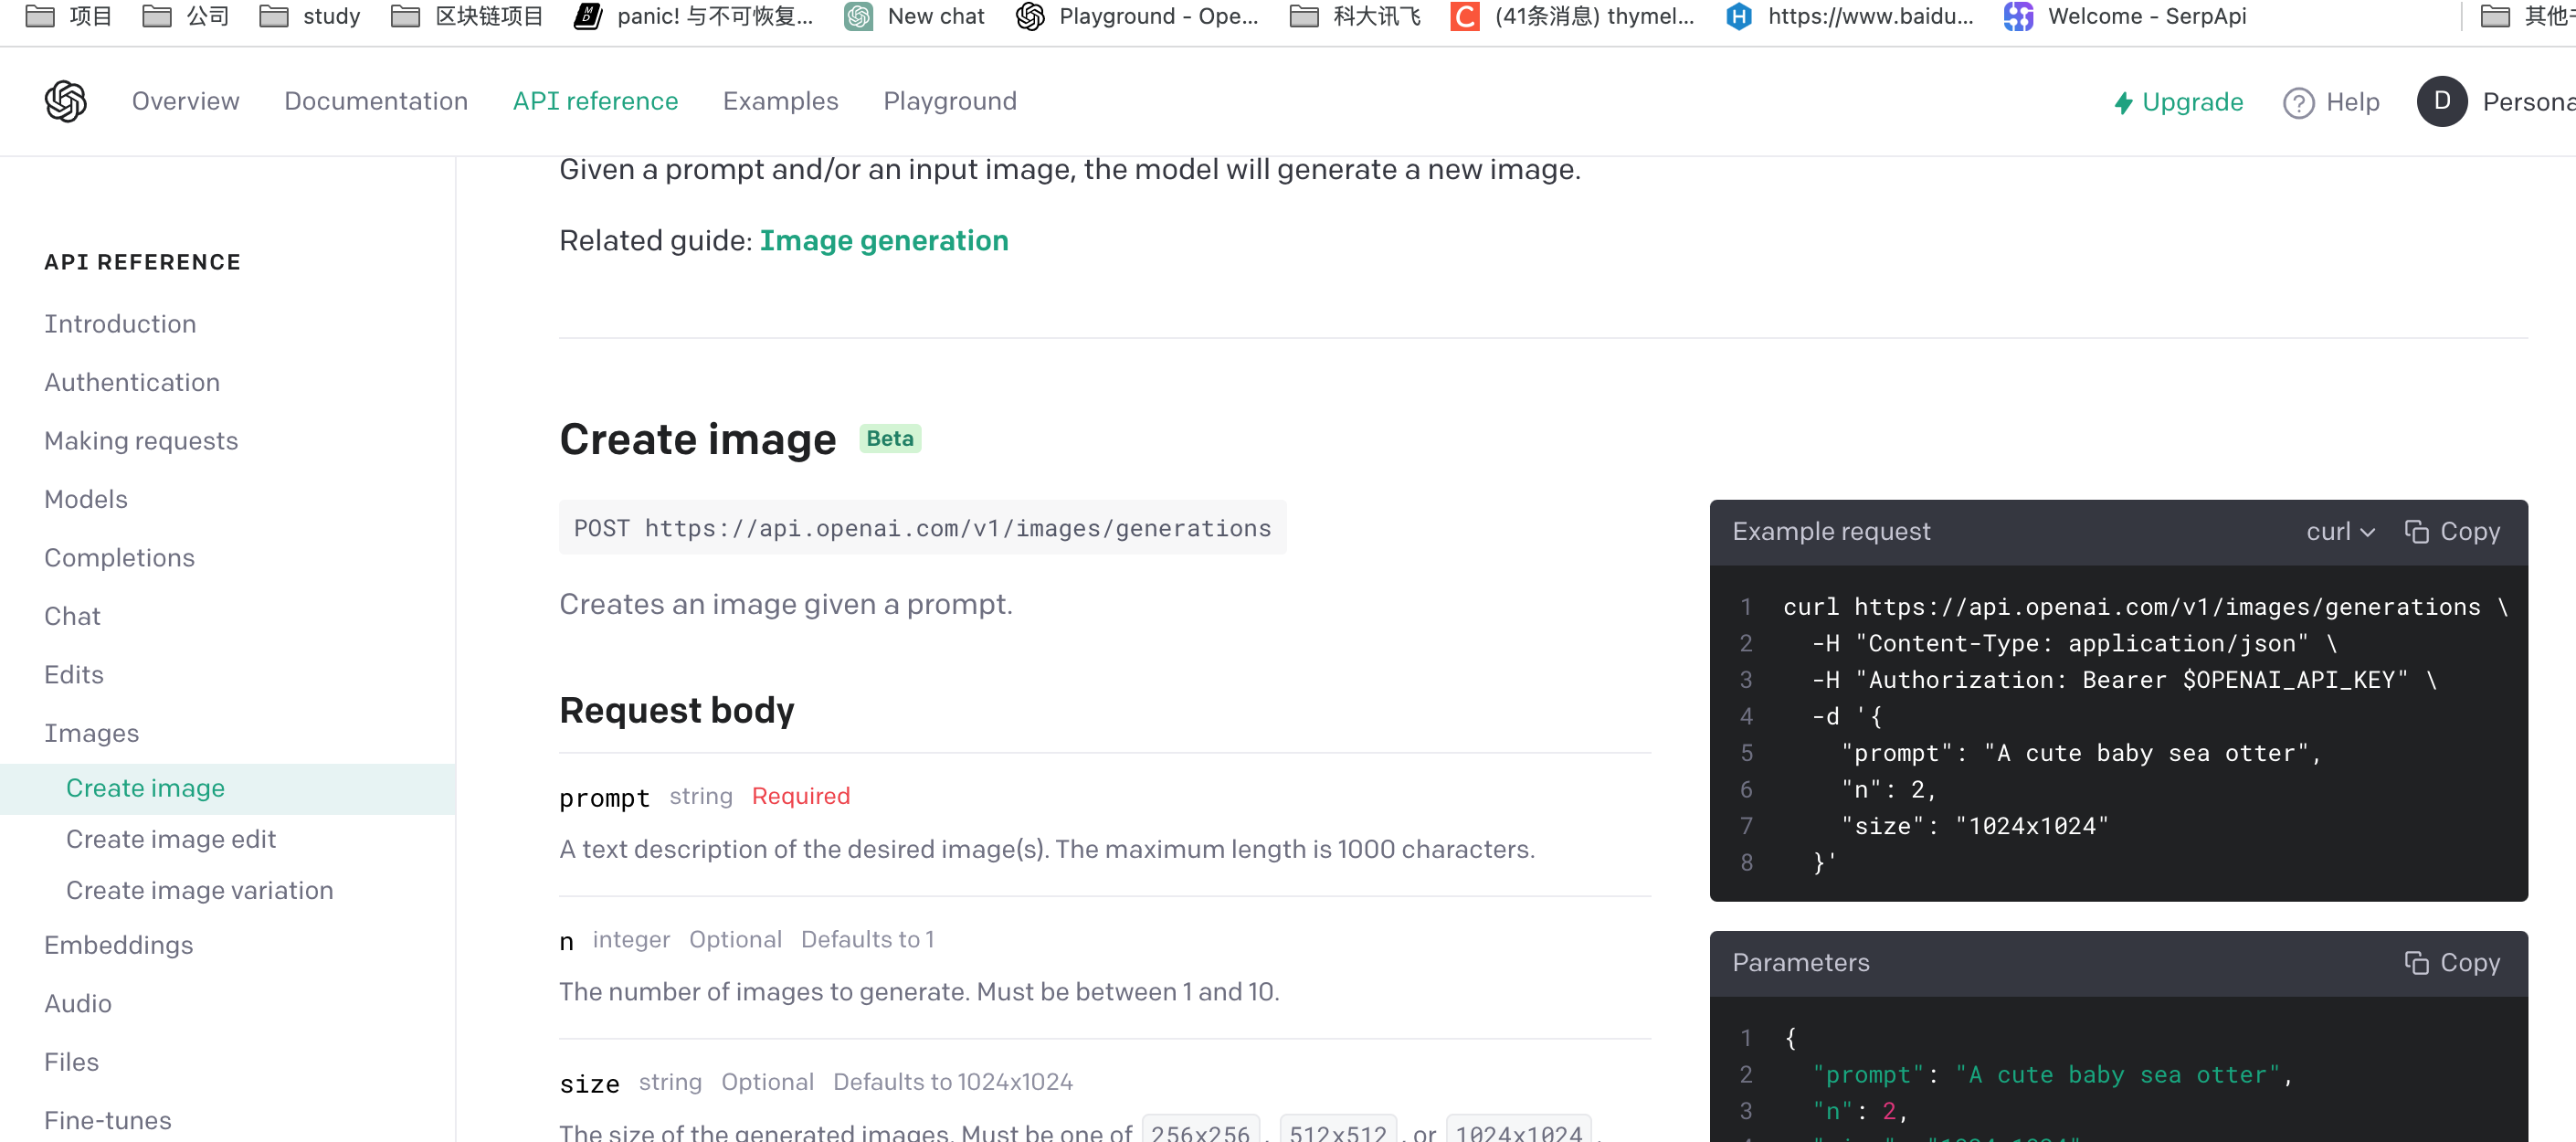 项目 公司 study 区块链项目 panic! 与不可恢复... New chat Playground - Ope... 科大讯飞 (41条消息) thymel... https://www.baidu... Welcome - SerpApi
Overview Documentation API reference Examples Playground Upgrade Help D Persona
Given a prompt and/or an input image, the model will generate a new image.
Related guide: Image generation
API REFERENCE
Introduction
Authentication
Making requests
Models
Completions
Chat
Edits
Images
Create image
Create image edit
Create image variation
Embeddings
Audio
Files
Fine-tunes
Create image Beta
POST https://api.openai.com/v1/images/generations
Creates an image given a prompt.
Request body
prompt string Required
A text description of the desired image(s). The maximum length is 1000 characters.
n integer Optional Defaults to 1
The number of images to generate. Must be between 1 and 10.
size string Optional Defaults to 1024x1024
The size of the generated images. Must be one of 256x256, 512x512, or 1024x1024.
Example request curl Copy
1 curl https://api.openai.com/v1/images/generations \
2 -H "Content-Type: application/json" \
3 -H "Authorization: Bearer $OPENAI_API_KEY" \
4 -d '{
5 "prompt": "A cute baby sea otter",
6 "n": 2,
7 "size": "1024x1024"
8 }'
Parameters Copy
1 {
2 "prompt": "A cute baby sea otter",
3 "n": 2,